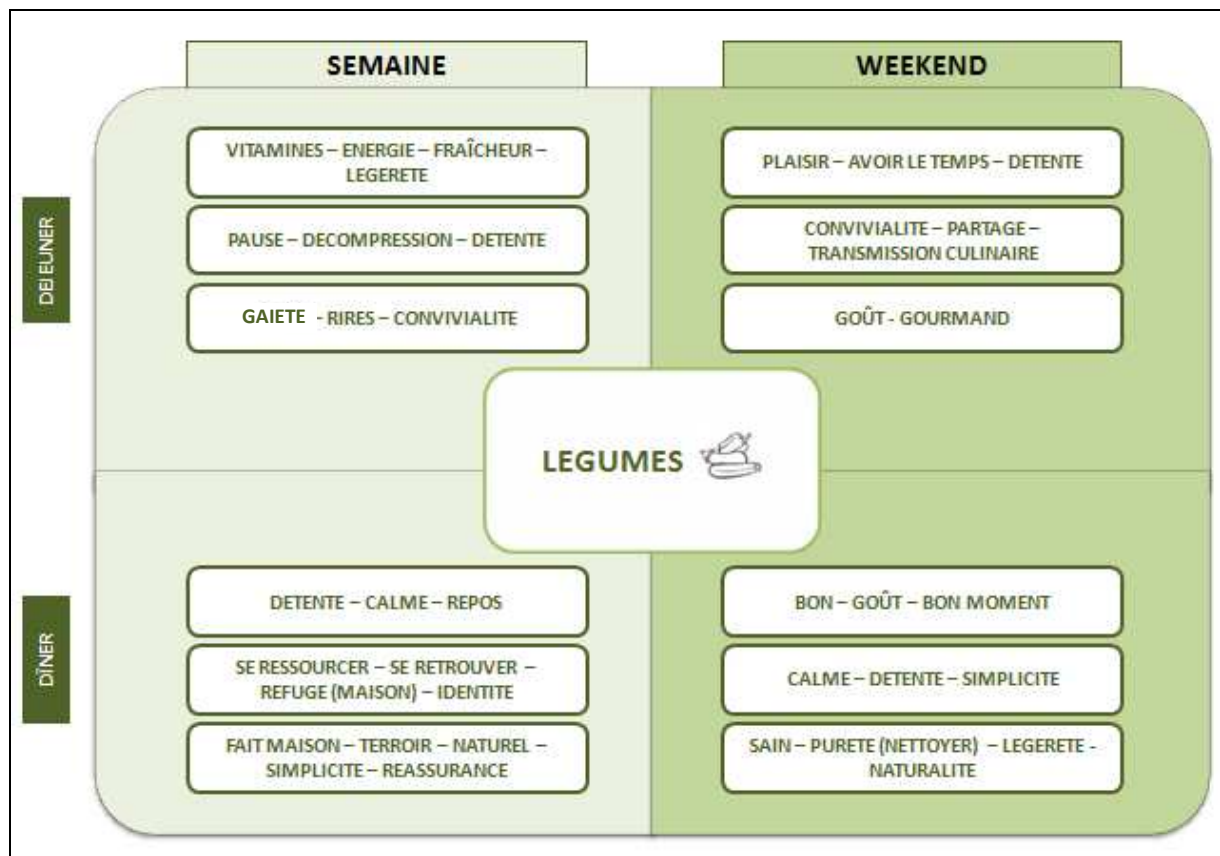 SEMAINE
WEEKEND
DEJEUNER
VITAMINES – ENERGIE – FRAÎCHEUR –
LEGERETE
PAUSE – DECOMPRESSION – DETENTE
GAIETE - RIRES – CONVIVIALITE
PLAISIR – AVOIR LE TEMPS – DETENTE
CONVIVIALITE – PARTAGE –
TRANSMISSION CULINAIRE
GOÛT - GOURMAND
LEGUMES
DÎNER
DETENTE – CALME – REPOS
SE RESSOURCER – SE RETROUVER –
REFUGE (MAISON) – IDENTITE
FAIT MAISON – TERROIR – NATUREL –
SIMPLICITE – REASSURANCE
BON – GOÛT – BON MOMENT
CALME – DETENTE – SIMPLICITE
SAIN – PURETE (NETTOYER) – LEGERETE -
NATURALITE